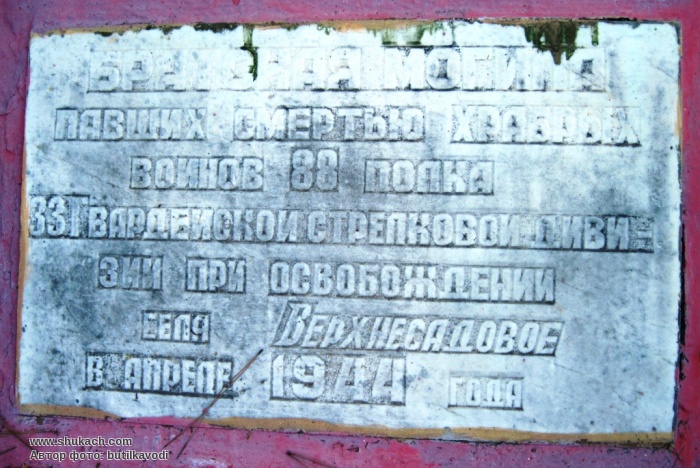 БРАТСКАЯ МОГИЛА
ПАВШИХ СМЕРТЬЮ ХРАБРЫХ
ВОИНОВ 88 ПОЛКА
33 ГВАРДЕЙСКОЙ СТРЕЛКОВОЙ ДИВИ-
ЗИИ ПРИ ОСВОБОЖДЕНИИ
СЕЛА ВЕРХНЕСАДОВОЕ
В АПРЕЛЕ 1944 ГОДА
www.shukach.com
Автор фото: butilkavodi